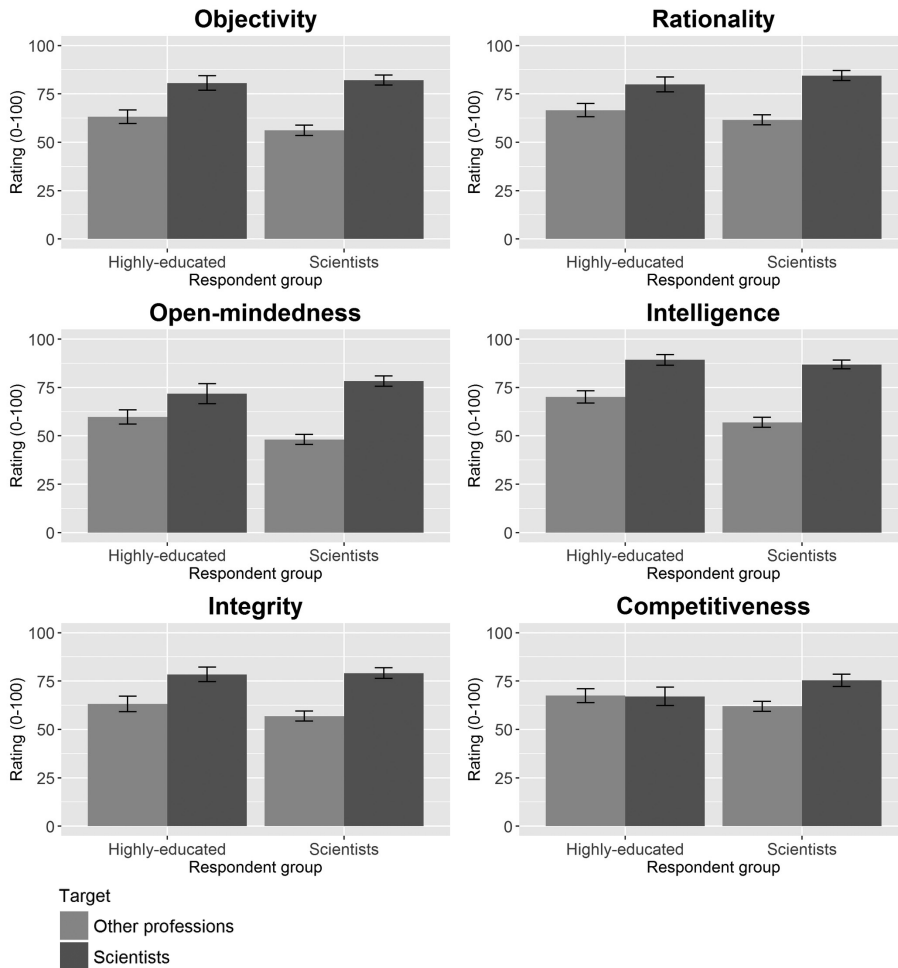 Objectivity
Rating (0-100)
100
75
50
25
0
Highly-educated
Scientists
Respondent group
Rationality
Rating (0-100)
100
75
50
25
0
Highly-educated
Scientists
Respondent group
Open-mindedness
Rating (0-100)
100
75
50
25
0
Highly-educated
Scientists
Respondent group
Intelligence
Rating (0-100)
100
75
50
25
0
Highly-educated
Scientists
Respondent group
Integrity
Rating (0-100)
100
75
50
25
0
Highly-educated
Scientists
Respondent group
Competitiveness
Rating (0-100)
100
75
50
25
0
Highly-educated
Scientists
Respondent group
Target
Other professions
Scientists